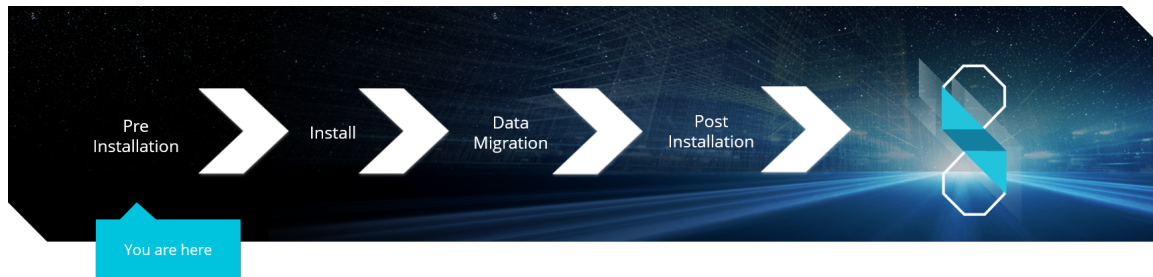 Pre
Installation
Install
Data
Migration
Post
Installation
You are here